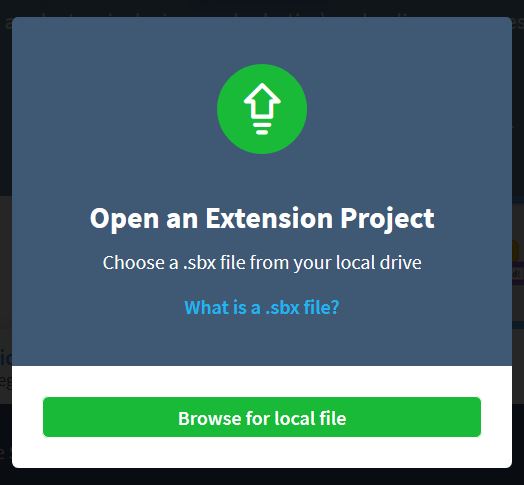 Open an Extension Project
Choose a .sbx file from your local drive
What is a .sbx file?
Browse for local file